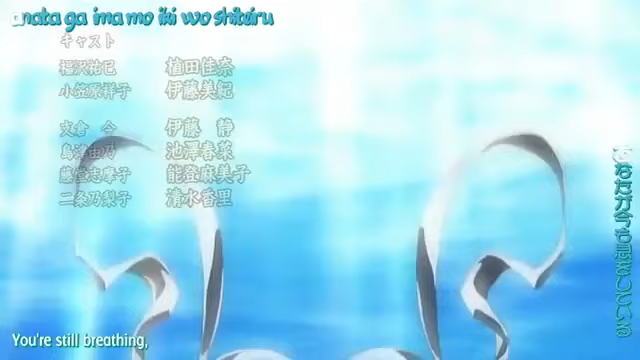 anata ga ima mo iki wo shiteiru
キャスト
福沢祐巳 植田佳奈
小笠原祥子 伊藤美紀
支倉 令 伊藤 静
島津由乃 池澤春菜
藤堂志摩子 能登麻美子
二条乃梨子 清水香里
あなたが今も息をしている
You're still breathing,